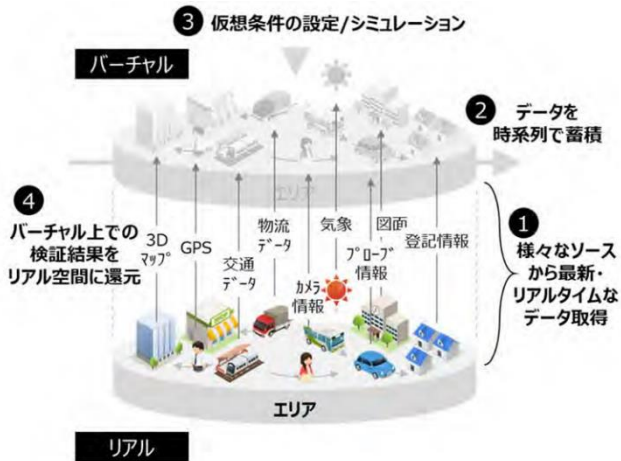 ❸ 仮想条件の設定/シミュレーション
バーチャル
❷ データを
時系列で蓄積
エリア
❹
バーチャル上での
検証結果を
リアル空間に還元
3D
マップ
GPS
交通
データ
物流
データ
カメラ
情報
気象
プローブ
情報
図面
登記情報
❶
様々なソース
から最新・
リアルタイムな
データ取得
エリア
リアル